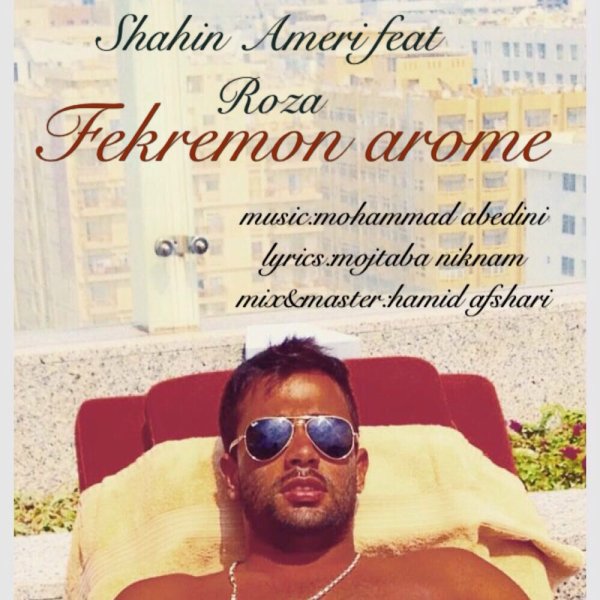 Shahin Ameri feat
Roza
Fekremon arome
music:mohammad abedini
lyrics:mojtaba niknam
mix&master:hamid afshari